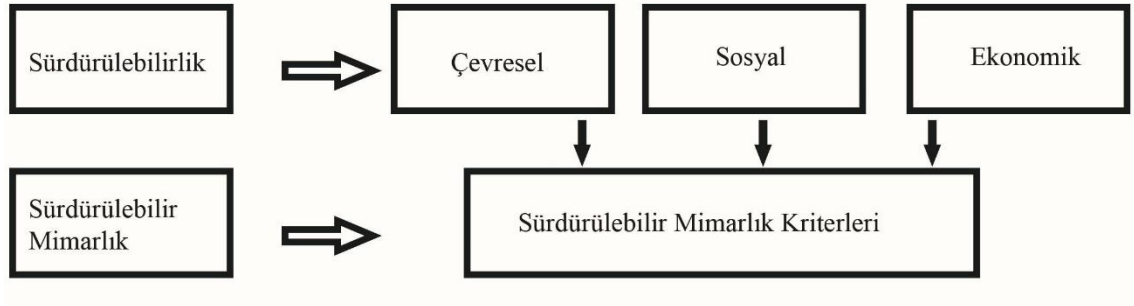 Sürdürülebilirlik
Çevresel
Sosyal
Ekonomik
Sürdürülebilir
Mimarlık
Sürdürülebilir Mimarlık Kriterleri